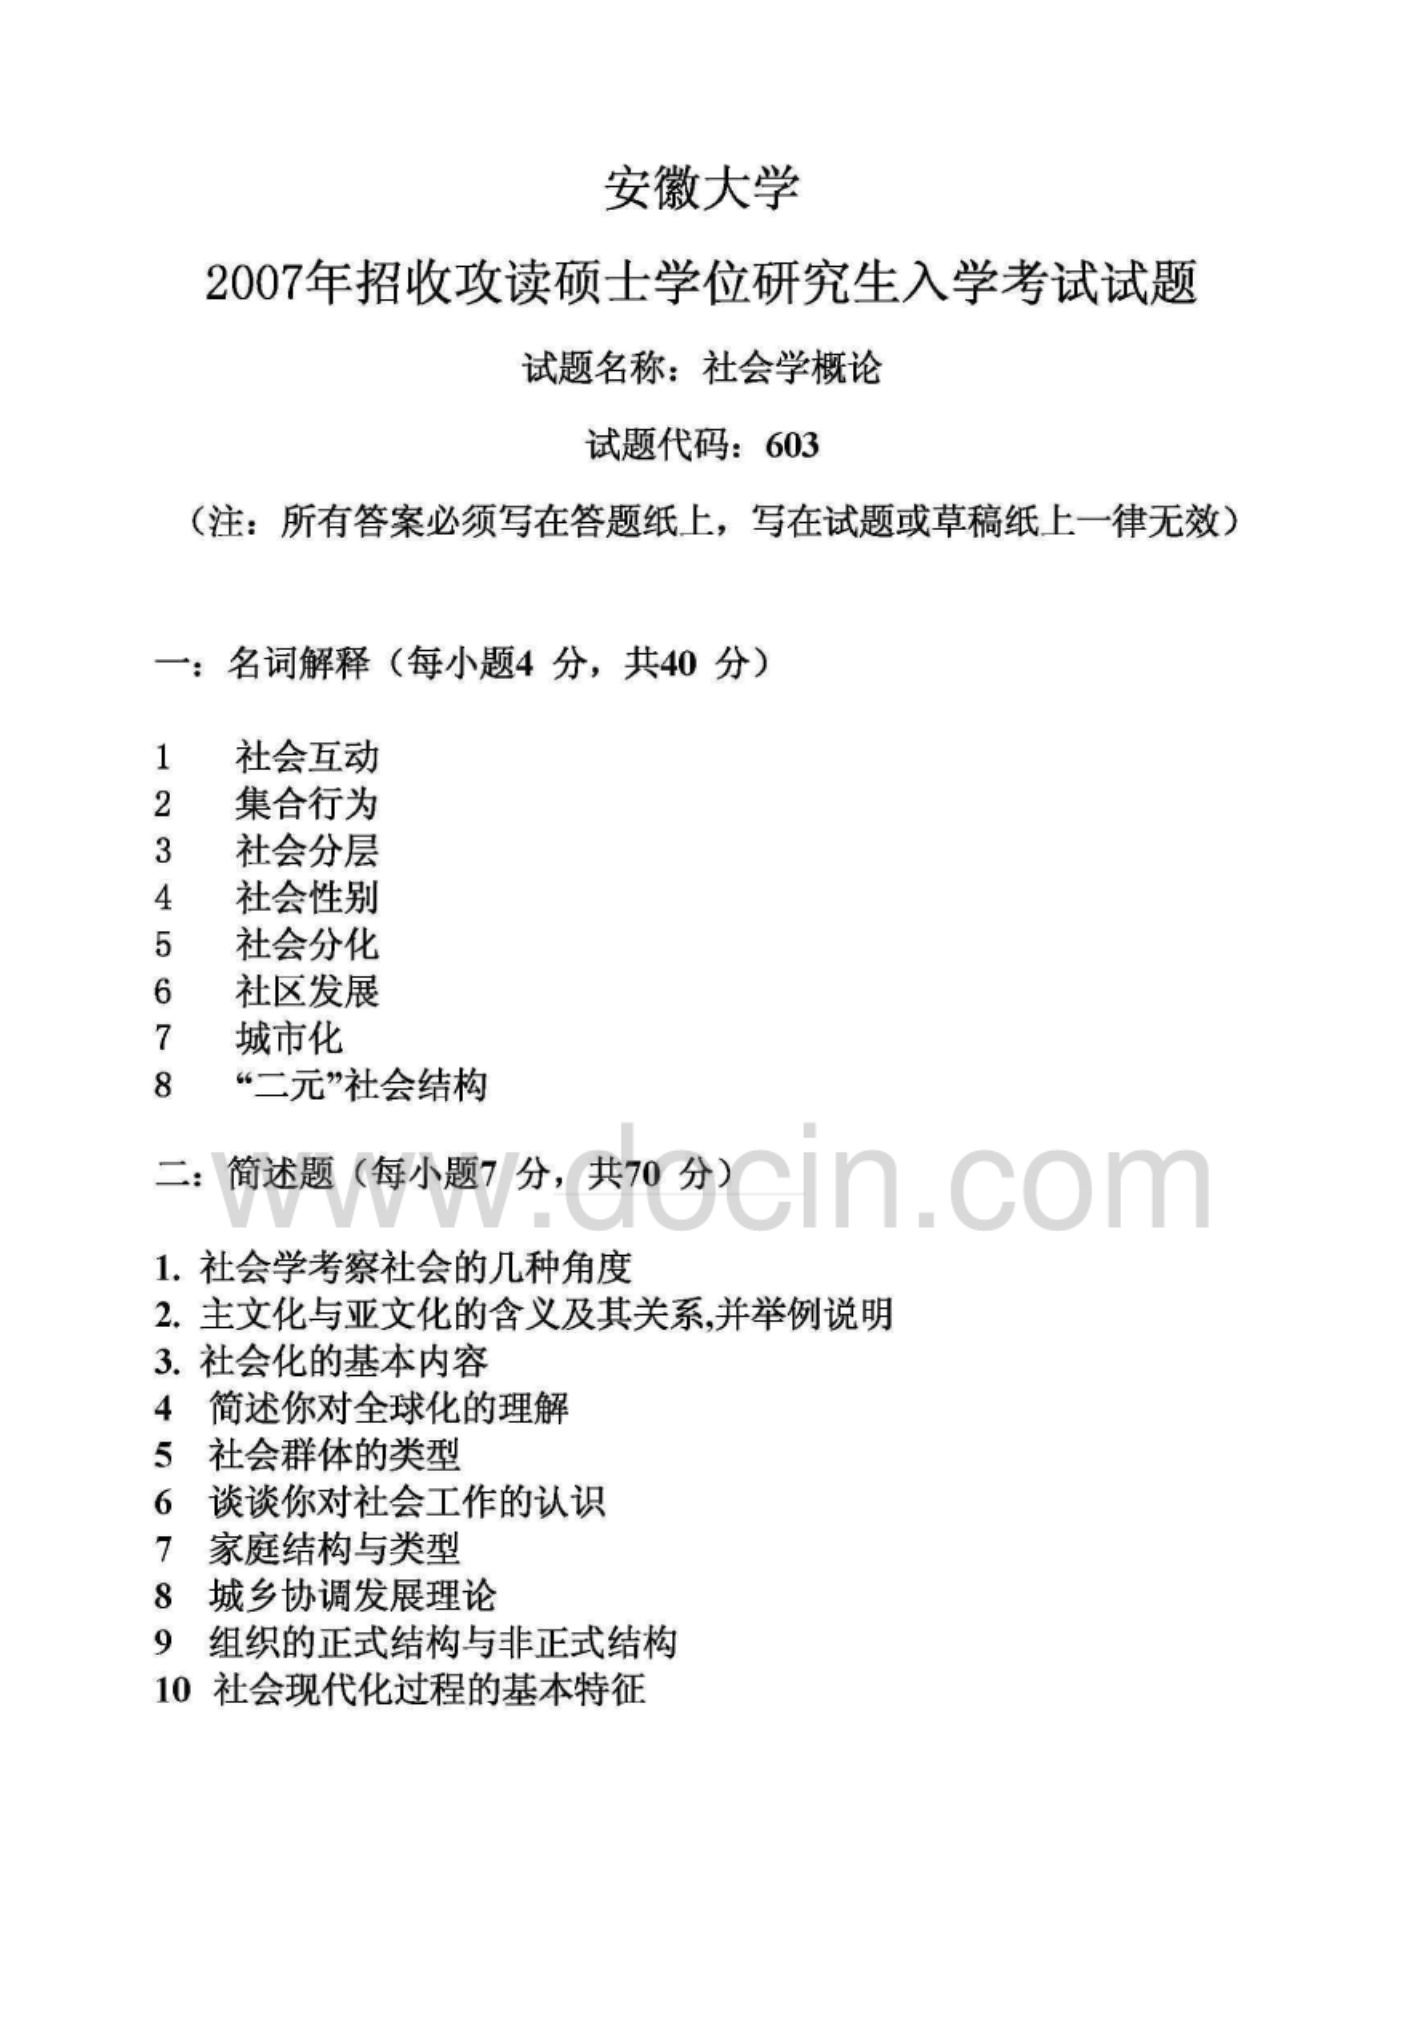 安徽大学
2007年招收攻读硕士学位研究生入学考试试题
试题名称：社会学概论
试题代码：603
（注：所有答案必须写在答题纸上，写在试题或草稿纸上一律无效）
一：名词解释（每小题4 分，共40 分）
1 社会互动
2 集合行为
3 社会分层
4 社会性别
5 社会分化
6 社区发展
7 城市化
8 “二元”社会结构
www.docin.com
二：简述题（每小题7 分，共70 分）
1. 社会学考察社会的几种角度
2. 主文化与亚文化的含义及其关系,并举例说明
3. 社会化的基本内容
4 简述你对全球化的理解
5 社会群体的类型
6 谈谈你对社会工作的认识
7 家庭结构与类型
8 城乡协调发展理论
9 组织的正式结构与非正式结构
10 社会现代化过程的基本特征